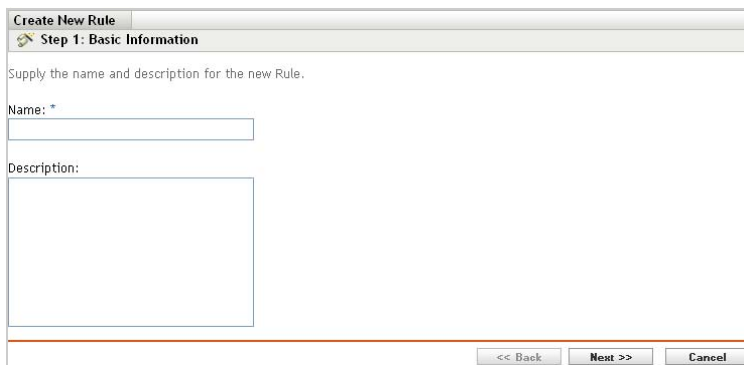 Create New Rule
Step 1: Basic Information
Supply the name and description for the new Rule.
Name: *
Description:
<< Back Next >> Cancel